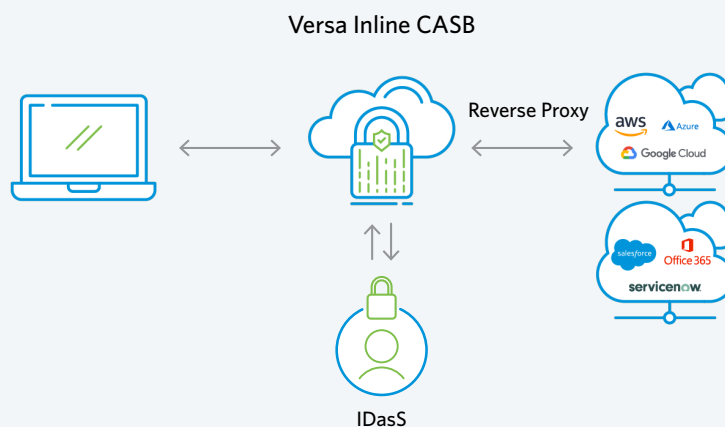 Versa Inline CASB
Reverse Proxy
aws
Azure
Google Cloud
salesforce
Office 365
servicenow
IDasS